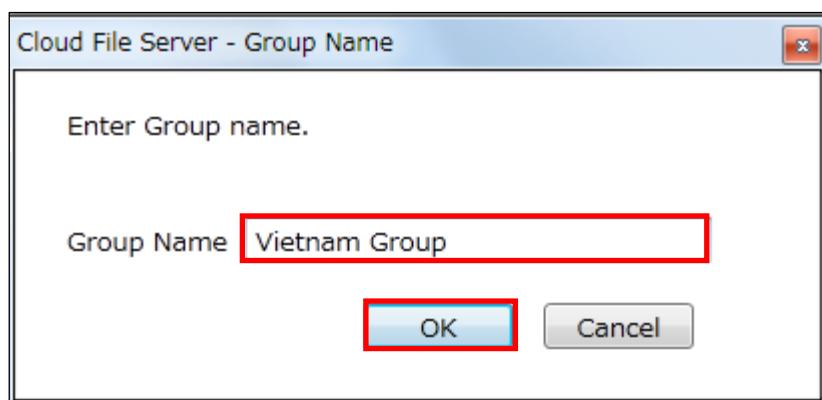 Cloud File Server - Group Name
Enter Group name.
Group Name Vietnam Group
OK Cancel